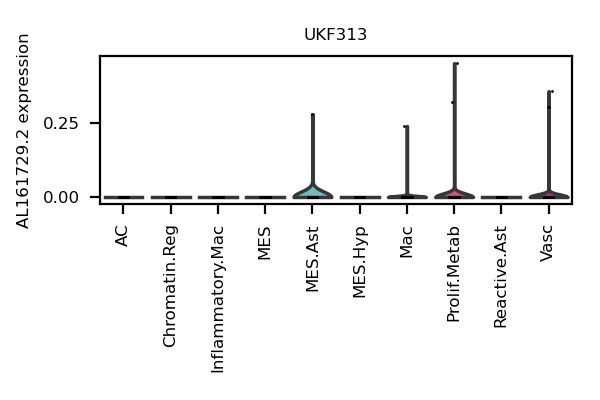 UKF313
AL161729.2 expression
0.25
0.00
AC
Chromatin.Reg
Inflammatory.Mac
MES
MES.Ast
MES.Hyp
Mac
Prolif.Metab
Reactive.Ast
Vasc